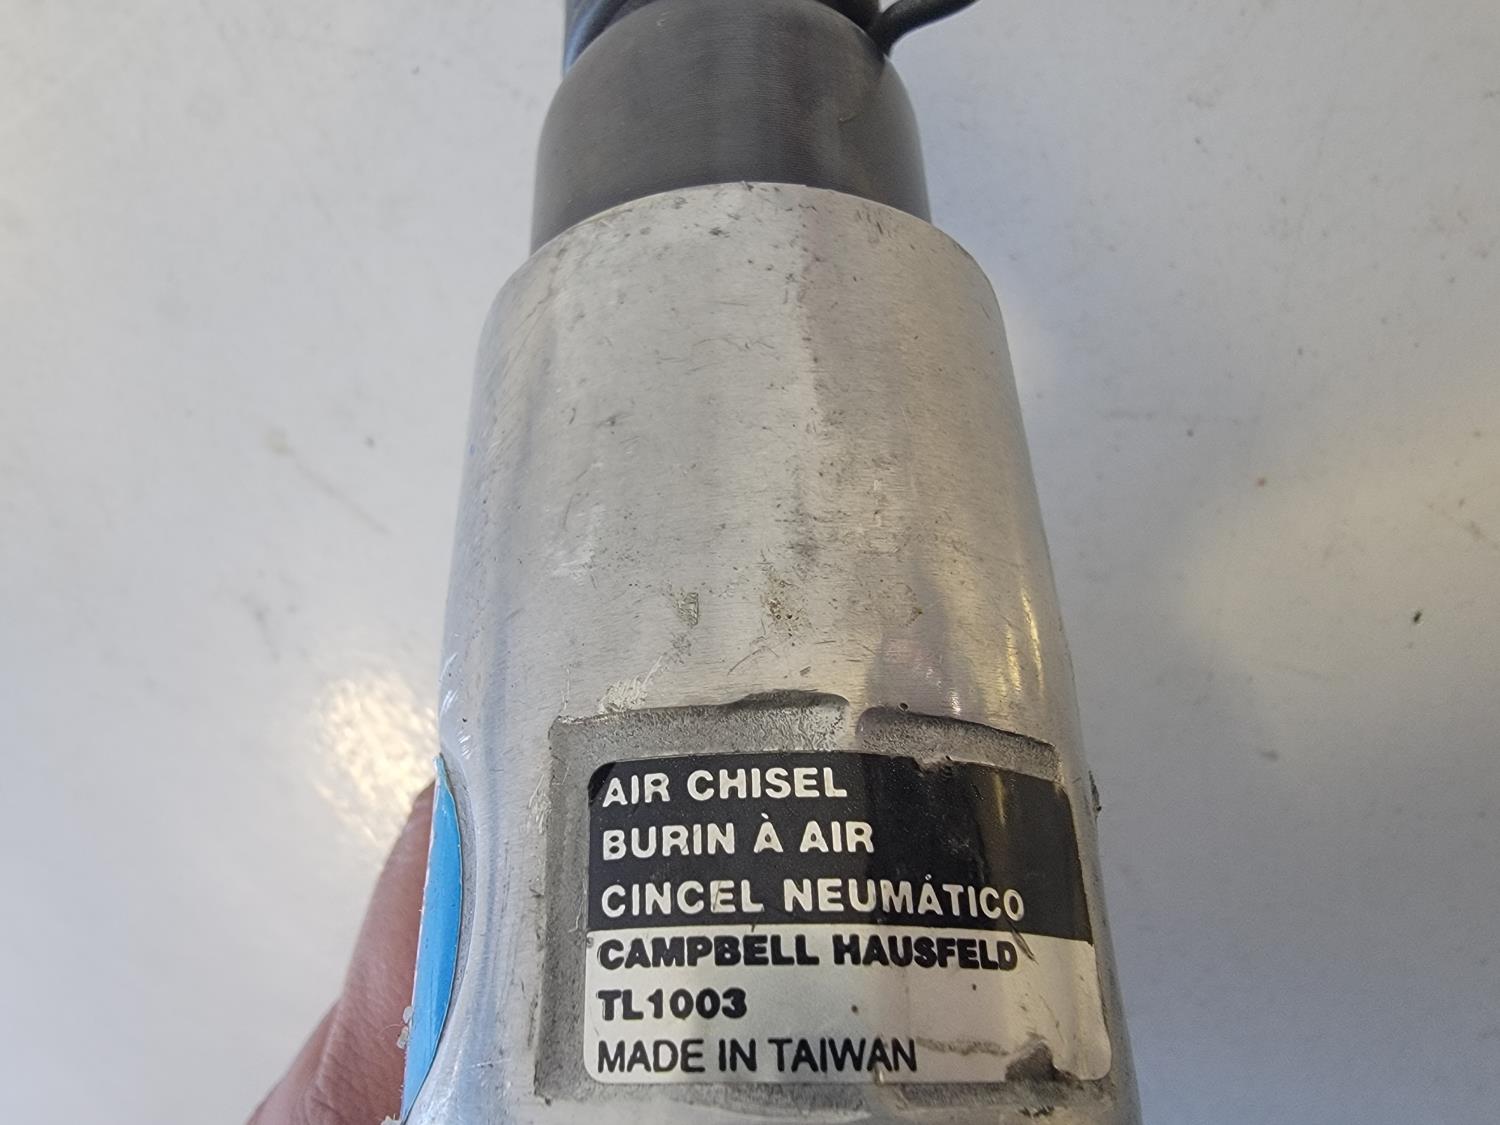 AIR CHISEL
BURIN À AIR
CINCEL NEUMÁTICO
CAMPBELL HAUSFELD
TL1003
MADE IN TAIWAN